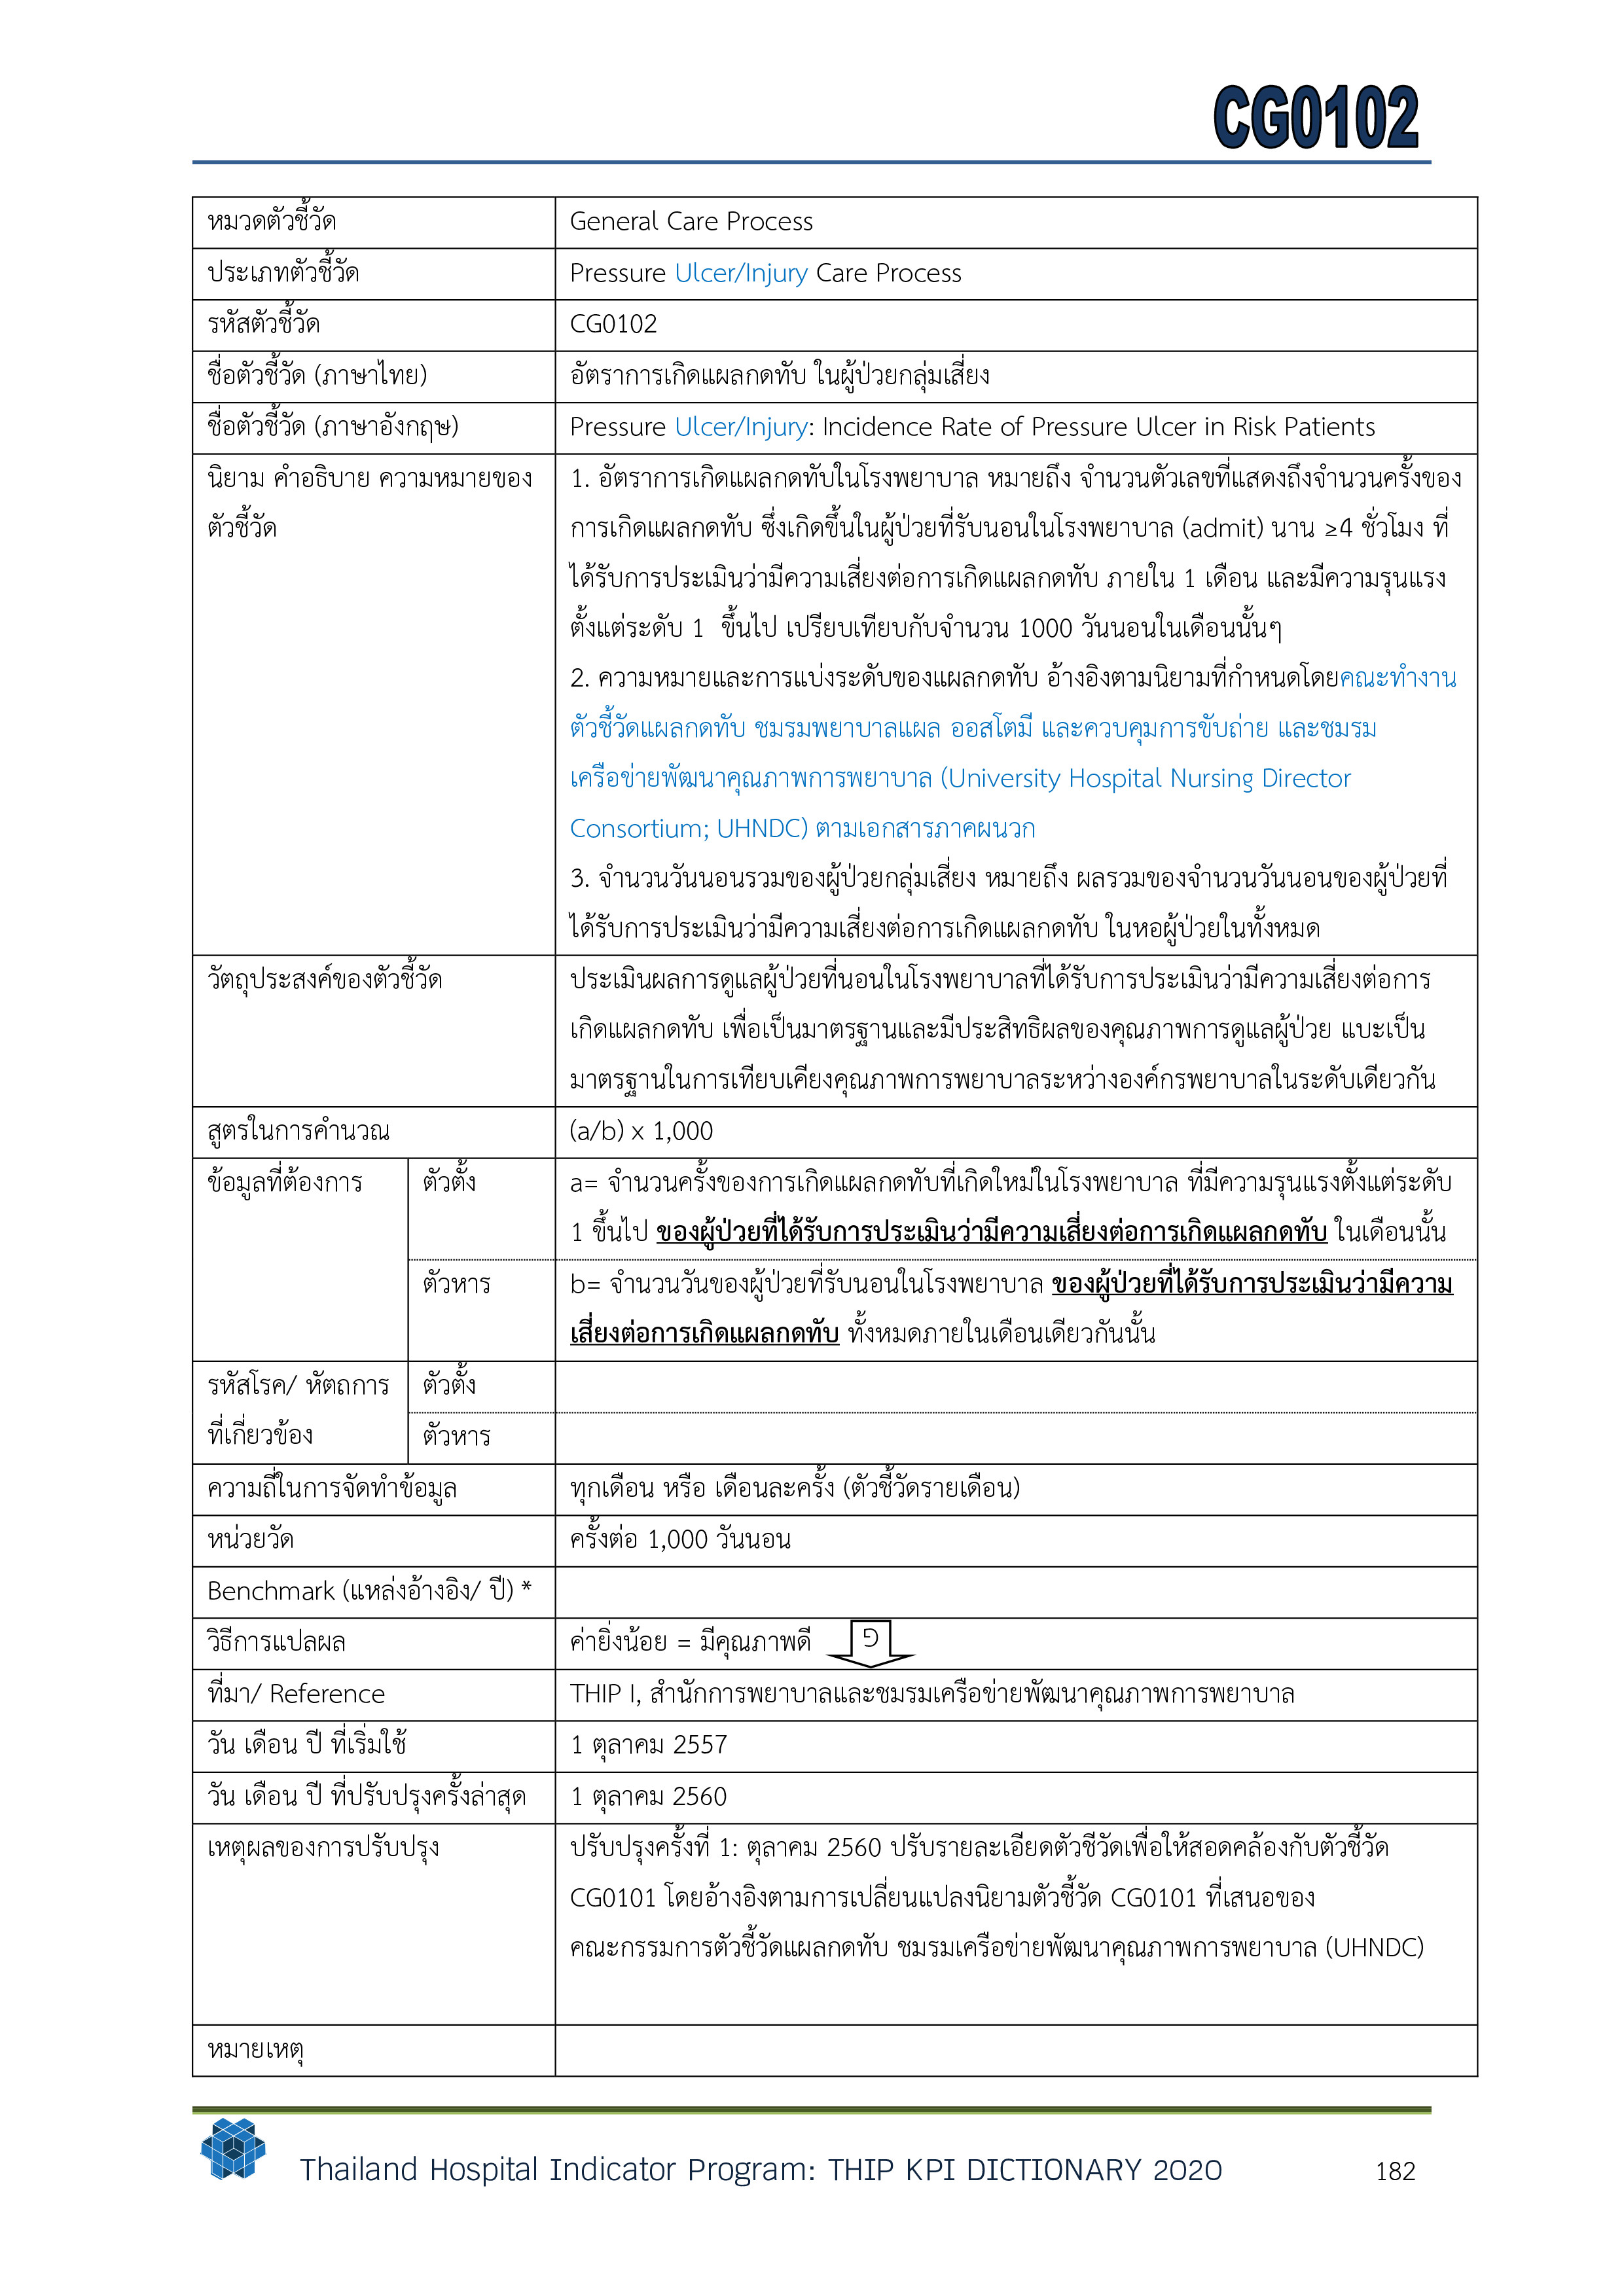 CG0102
หมวดตัวชี้วัด General Care Process
ประเภทตัวชี้วัด Pressure Ulcer/Injury Care Process
รหัสตัวชี้วัด CG0102
ชื่อตัวชี้วัด (ภาษาไทย) อัตราการเกิดแผลกดทับ ในผู้ป่วยกลุ่มเสี่ยง
ชื่อตัวชี้วัด (ภาษาอังกฤษ) Pressure Ulcer/Injury: Incidence Rate of Pressure Ulcer in Risk Patients
นิยาม คำอธิบาย ความหมายของ
ตัวชี้วัด
1. อัตราการเกิดแผลกดทับในโรงพยาบาล หมายถึง จำนวนตัวเลขที่แสดงถึงจำนวนครั้งของ
การเกิดแผลกดทับ ซึ่งเกิดขึ้นในผู้ป่วยที่รับนอนในโรงพยาบาล (admit) นาน ≥4 ชั่วโมง ที่
ได้รับการประเมินว่ามีความเสี่ยงต่อการเกิดแผลกดทับ ภายใน 1 เดือน และมีความรุนแรง
ตั้งแต่ระดับ 1 ขึ้นไป เปรียบเทียบกับจำนวน 1000 วันนอนในเดือนนั้นๆ
2. ความหมายและการแบ่งระดับของแผลกดทับ อ้างอิงตามนิยามที่กำหนดโดยคณะทำงาน
ตัวชี้วัดแผลกดทับ ชมรมพยาบาลแผล ออสโตมี และควบคุมการขับถ่าย และชมรม
เครือข่ายพัฒนาคุณภาพการพยาบาล (University Hospital Nursing Director
Consortium; UHNDC) ตามเอกสารภาคผนวก
3. จำนวนวันนอนรวมของผู้ป่วยกลุ่มเสี่ยง หมายถึง ผลรวมของจำนวนวันนอนของผู้ป่วยที่
ได้รับการประเมินว่ามีความเสี่ยงต่อการเกิดแผลกดทับ ในหอผู้ป่วยในทั้งหมด
วัตถุประสงค์ของตัวชี้วัด ประเมินผลการดูแลผู้ป่วยที่นอนในโรงพยาบาลที่ได้รับการประเมินว่ามีความเสี่ยงต่อการ
เกิดแผลกดทับ เพื่อเป็นมาตรฐานและมีประสิทธิผลของคุณภาพการดูแลผู้ป่วย แบะเป็น
มาตรฐานในการเทียบเคียงคุณภาพการพยาบาลระหว่างองค์กรพยาบาลในระดับเดียวกัน
สูตรในการคำนวณ (a/b) x 1,000
ข้อมูลที่ต้องการ ตัวตั้ง a= จำนวนครั้งของการเกิดแผลกดทับที่เกิดใหม่ในโรงพยาบาล ที่มีความรุนแรงตั้งแต่ระดับ
1 ขึ้นไป ของผู้ป่วยที่ได้รับการประเมินว่ามีความเสี่ยงต่อการเกิดแผลกดทับ ในเดือนนั้น
ตัวหาร b= จำนวนวันของผู้ป่วยที่รับนอนในโรงพยาบาล ของผู้ป่วยที่ได้รับการประเมินว่ามีความ
เสี่ยงต่อการเกิดแผลกดทับ ทั้งหมดภายในเดือนเดียวกันนั้น
รหัสโรค/ หัตถการ ตัวตั้ง
ที่เกี่ยวข้อง ตัวหาร
ความถี่ในการจัดทำข้อมูล ทุกเดือน หรือ เดือนละครั้ง (ตัวชี้วัดรายเดือน)
หน่วยวัด ครั้งต่อ 1,000 วันนอน
Benchmark (แหล่งอ้างอิง/ ปี) *
วิธีการแปลผล ค่ายิ่งน้อย = มีคุณภาพดี
ที่มา/ Reference THIP I, สำนักการพยาบาลและชมรมเครือข่ายพัฒนาคุณภาพการพยาบาล
วัน เดือน ปี ที่เริ่มใช้ 1 ตุลาคม 2557
วัน เดือน ปี ที่ปรับปรุงครั้งล่าสุด 1 ตุลาคม 2560
เหตุผลของการปรับปรุง ปรับปรุงครั้งที่ 1: ตุลาคม 2560 ปรับรายละเอียดตัวชีวัดเพื่อให้สอดคล้องกับตัวชี้วัด
CG0101 โดยอ้างอิงตามการเปลี่ยนแปลงนิยามตัวชี้วัด CG0101 ที่เสนอของ
คณะกรรมการตัวชี้วัดแผลกดทับ ชมรมเครือข่ายพัฒนาคุณภาพการพยาบาล (UHNDC)
หมายเหตุ
Thailand Hospital Indicator Program: THIP KPI DICTIONARY 2020 182